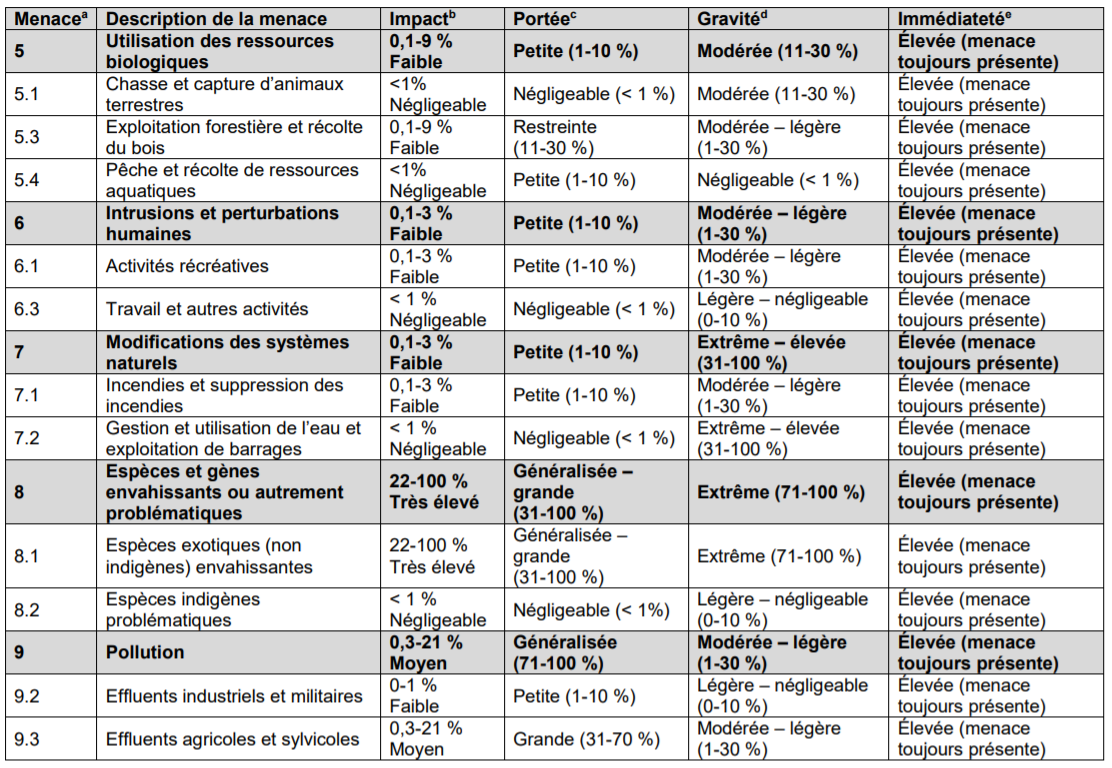 Menaceᵃ Description de la menace Impactᵇ Portéeᶜ Gravitéᵈ Immédiatetéᵉ
5 Utilisation des ressources biologiques 0,1-9 % Faible Petite (1-10 %) Modérée (11-30 %) Élevée (menace toujours présente)
5.1 Chasse et capture d’animaux terrestres <1% Négligeable Négligeable (< 1 %) Modérée (11-30 %) Élevée (menace toujours présente)
5.3 Exploitation forestière et récolte du bois 0,1-9 % Faible Restreinte (11-30 %) Modérée – légère (1-30 %) Élevée (menace toujours présente)
5.4 Pêche et récolte de ressources aquatiques <1% Négligeable Petite (1-10 %) Négligeable (< 1 %) Élevée (menace toujours présente)
6 Intrusions et perturbations humaines 0,1-3 % Faible Petite (1-10 %) Modérée – légère (1-30 %) Élevée (menace toujours présente)
6.1 Activités récréatives 0,1-3 % Faible Petite (1-10 %) Modérée – légère (1-30 %) Élevée (menace toujours présente)
6.3 Travail et autres activités < 1 % Négligeable Négligeable (< 1 %) Légère – négligeable (0-10 %) Élevée (menace toujours présente)
7 Modifications des systèmes naturels 0,1-3 % Faible Petite (1-10 %) Extrême – élevée (31-100 %) Élevée (menace toujours présente)
7.1 Incendies et suppression des incendies 0,1-3 % Faible Petite (1-10 %) Modérée – légère (1-30 %) Élevée (menace toujours présente)
7.2 Gestion et utilisation de l’eau et exploitation de barrages < 1 % Négligeable Négligeable (< 1 %) Extrême – élevée (31-100 %) Élevée (menace toujours présente)
8 Espèces et gènes envahissants ou autrement problématiques 22-100 % Très élevé Généralisée – grande (31-100 %) Extrême (71-100 %) Élevée (menace toujours présente)
8.1 Espèces exotiques (non indigènes) envahissantes 22-100 % Très élevé Généralisée – grande (31-100 %) Extrême (71-100 %) Élevée (menace toujours présente)
8.2 Espèces indigènes problématiques < 1 % Négligeable Négligeable (< 1%) Légère – négligeable (0-10 %) Élevée (menace toujours présente)
9 Pollution 0,3-21 % Moyen Généralisée (71-100 %) Modérée – légère (1-30 %) Élevée (menace toujours présente)
9.2 Effluents industriels et militaires 0-1 % Faible Petite (1-10 %) Légère – négligeable (0-10 %) Élevée (menace toujours présente)
9.3 Effluents agricoles et sylvicoles 0,3-21 % Moyen Grande (31-70 %) Modérée – légère (1-30 %) Élevée (menace toujours présente)